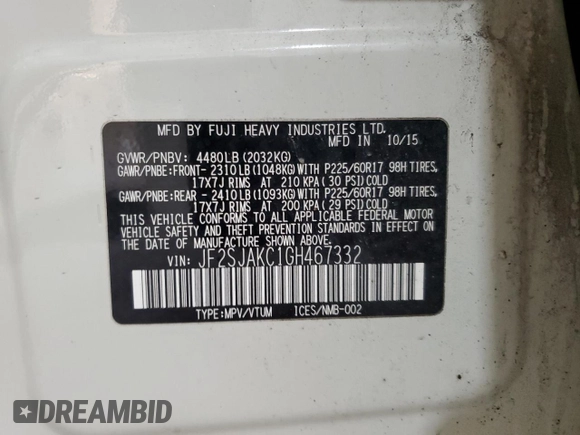 MFD BY FUJI HEAVY INDUSTRIES LTD.
MFD IN 10/15
GVWR/PNBV: 4480LB(2032KG)
GAWR/PNBE:FRONT- 2310LB(1048KG)WITH P225/60R17 98H TIRES,
17X7J RIMS AT 210 KPA(30 PSI)COLD
GAWR/PNBE:REAR - 2410LB(1093KG)WITH P225/60R17 98H TIRES,
17X7J RIMS AT 200 KPA(29 PSI)COLD
THIS VEHICLE CONFORMS TO ALL APPLICABLE FEDERAL MOTOR
VEHICLE SAFETY AND THEFT PREVENTION STANDARDS IN EFFECT
ON THE DATE OF MANUFACTURE SHOWN ABOVE.
VIN: JF2SJAKC1GH467332
TYPE:MPV/VTUM ICES/NMB-002
DREAMBID